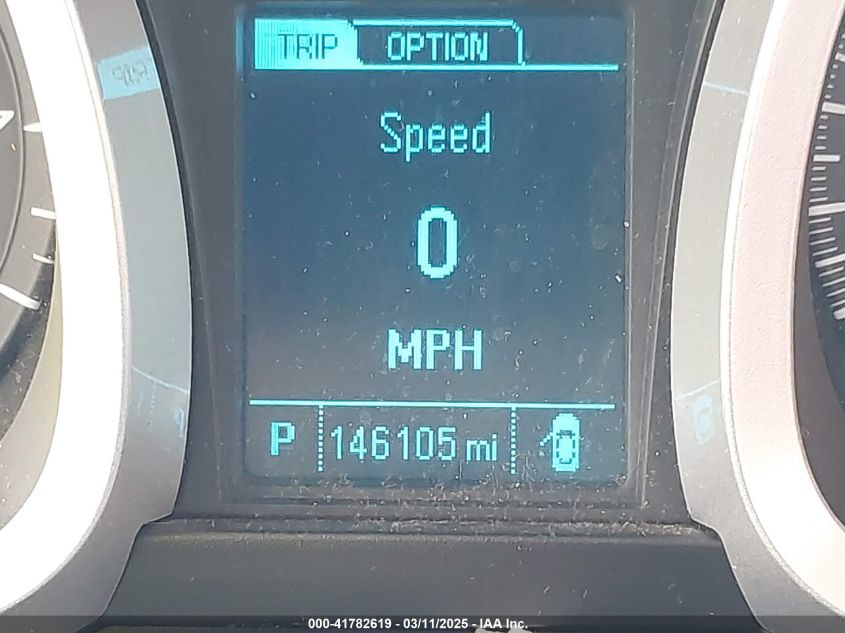 TRIP OPTION
Speed
0
MPH
P 146105 mi
000-41782619 - 03/11/2025 - IAA Inc.